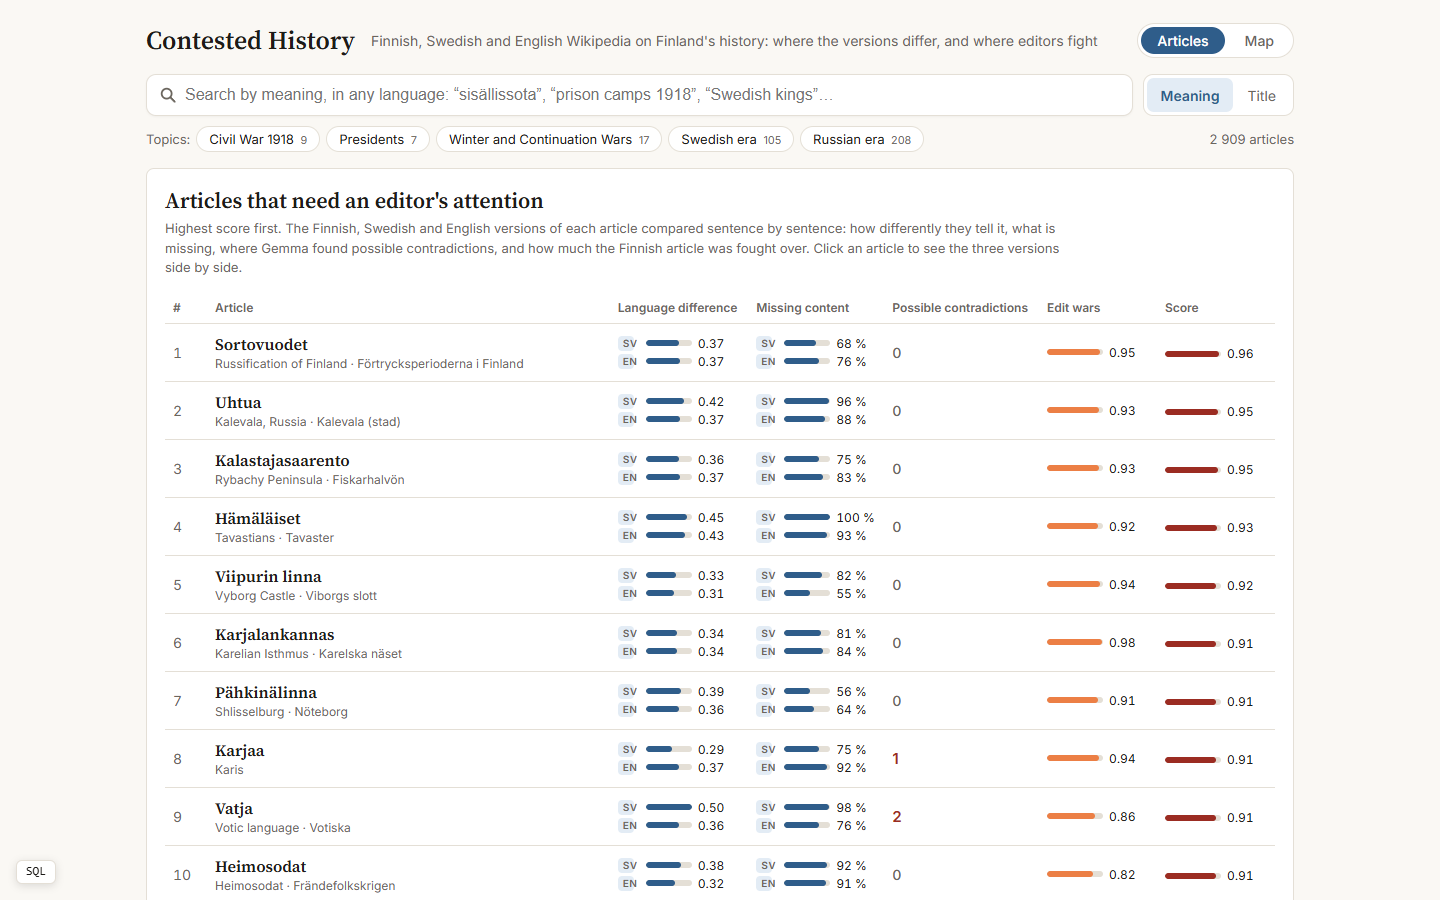 Contested History
Finnish, Swedish and English Wikipedia on Finland's history: where the versions differ, and where editors fight
Articles
Map
Search by meaning, in any language: “sisällissota”, “prison camps 1918”, “Swedish kings”…
Meaning
Title
Topics:
Civil War 1918 9
Presidents 7
Winter and Continuation Wars 17
Swedish era 105
Russian era 208
2 909 articles
Articles that need an editor's attention
Highest score first. The Finnish, Swedish and English versions of each article compared sentence by sentence: how differently they tell it, what is
missing, where Gemma found possible contradictions, and how much the Finnish article was fought over. Click an article to see the three versions
side by side.
# Article Language difference Missing content Possible contradictions Edit wars Score
1
Sortovuodet
Russification of Finland · Förtrycksperioderna i Finland
SV 0.37
EN 0.37
SV 68 %
EN 76 %
0
0.95
0.96
2
Uhtua
Kalevala, Russia · Kalevala (stad)
SV 0.42
EN 0.37
SV 96 %
EN 88 %
0
0.93
0.95
3
Kalastajasaarento
Rybachy Peninsula · Fiskarhalvön
SV 0.36
EN 0.37
SV 75 %
EN 83 %
0
0.93
0.95
4
Hämäläiset
Tavastians · Tavaster
SV 0.45
EN 0.43
SV 100 %
EN 93 %
0
0.92
0.93
5
Viipurin linna
Vyborg Castle · Viborgs slott
SV 0.33
EN 0.31
SV 82 %
EN 55 %
0
0.94
0.92
6
Karjalankannas
Karelian Isthmus · Karelska näset
SV 0.34
EN 0.34
SV 81 %
EN 84 %
0
0.98
0.91
7
Pähkinälinna
Shlisselburg · Nöteborg
SV 0.39
EN 0.36
SV 56 %
EN 64 %
0
0.91
0.91
8
Karjaa
Karis
SV 0.29
EN 0.37
SV 75 %
EN 92 %
1
0.94
0.91
9
Vatja
Votic language · Votiska
SV 0.50
EN 0.36
SV 98 %
EN 76 %
2
0.86
0.91
10
Heimosodat
Heimosodat · Frändefolkskrigen
SV 0.38
EN 0.32
SV 92 %
EN 91 %
0
0.82
0.91
SQL